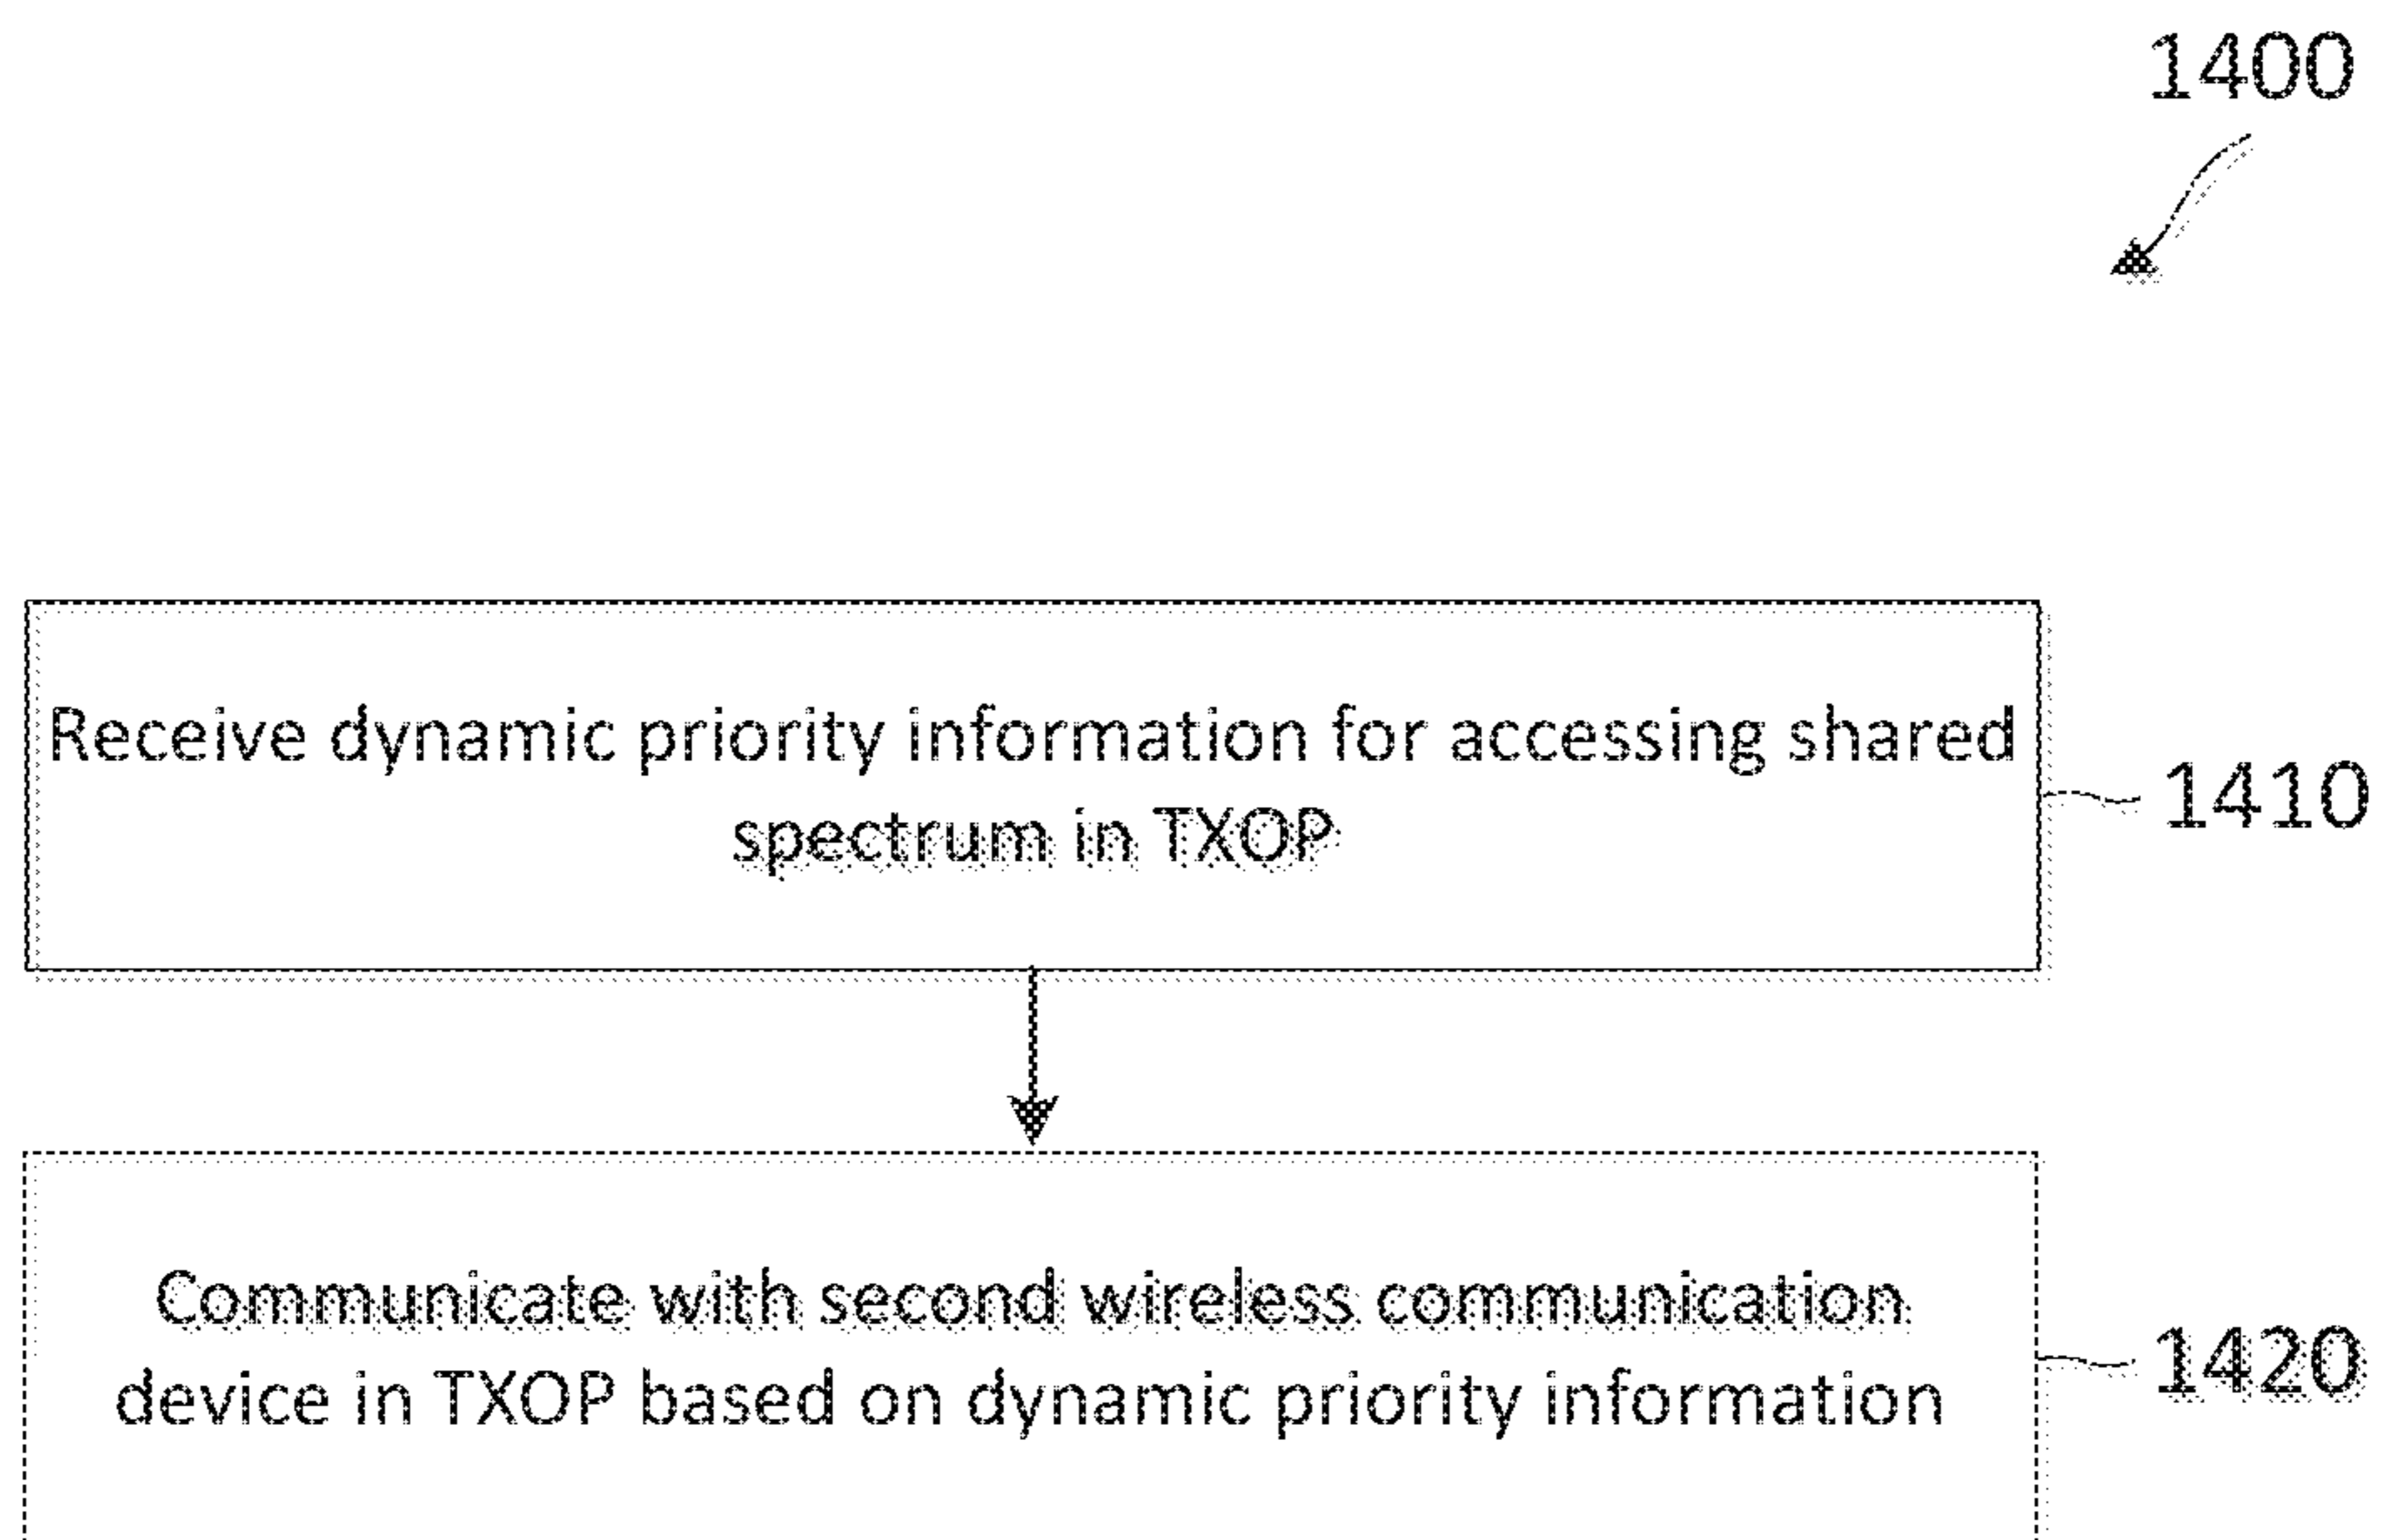 1400
Receive dynamic priority information for accessing shared
spectrum in TXOP
1410
Communicate with second wireless communication
device in TXOP based on dynamic priority information
1420